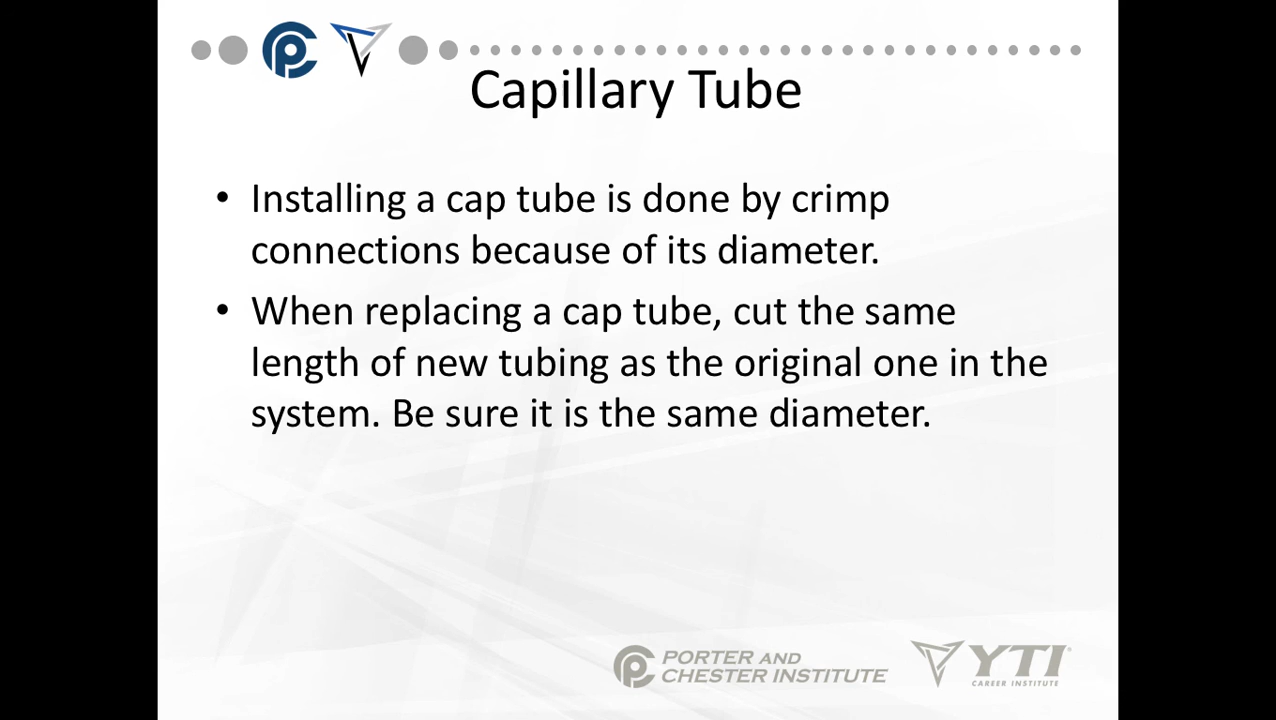 Capillary Tube
• Installing a cap tube is done by crimp
connections because of its diameter.
• When replacing a cap tube, cut the same
length of new tubing as the original one in the
system. Be sure it is the same diameter.
PORTER AND
CHESTER INSTITUTE
YTI
CAREER INSTITUTE